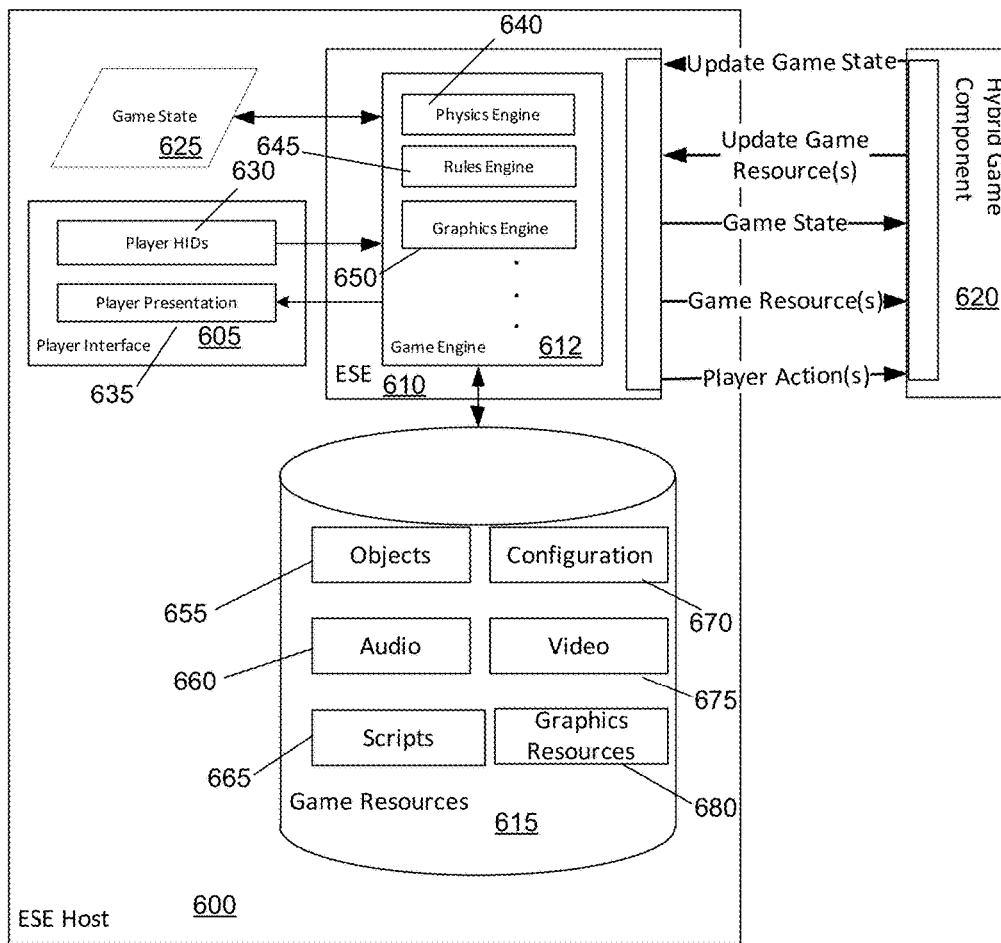 640
Update Game State
Game State
625
Physics Engine
645
Rules Engine
Update Game
Resource(s)
630
Player HIDs
Graphics Engine
Game State
650
Player Presentation
605
Game Resource(s)
Player Interface
Game Engine
612
635
ESE
610
Player Action(s)
Hybrid Game
Component
620
Objects
Configuration
655
670
Audio
Video
660
675
Scripts
Graphics
Resources
665
680
Game Resources
615
ESE Host
600